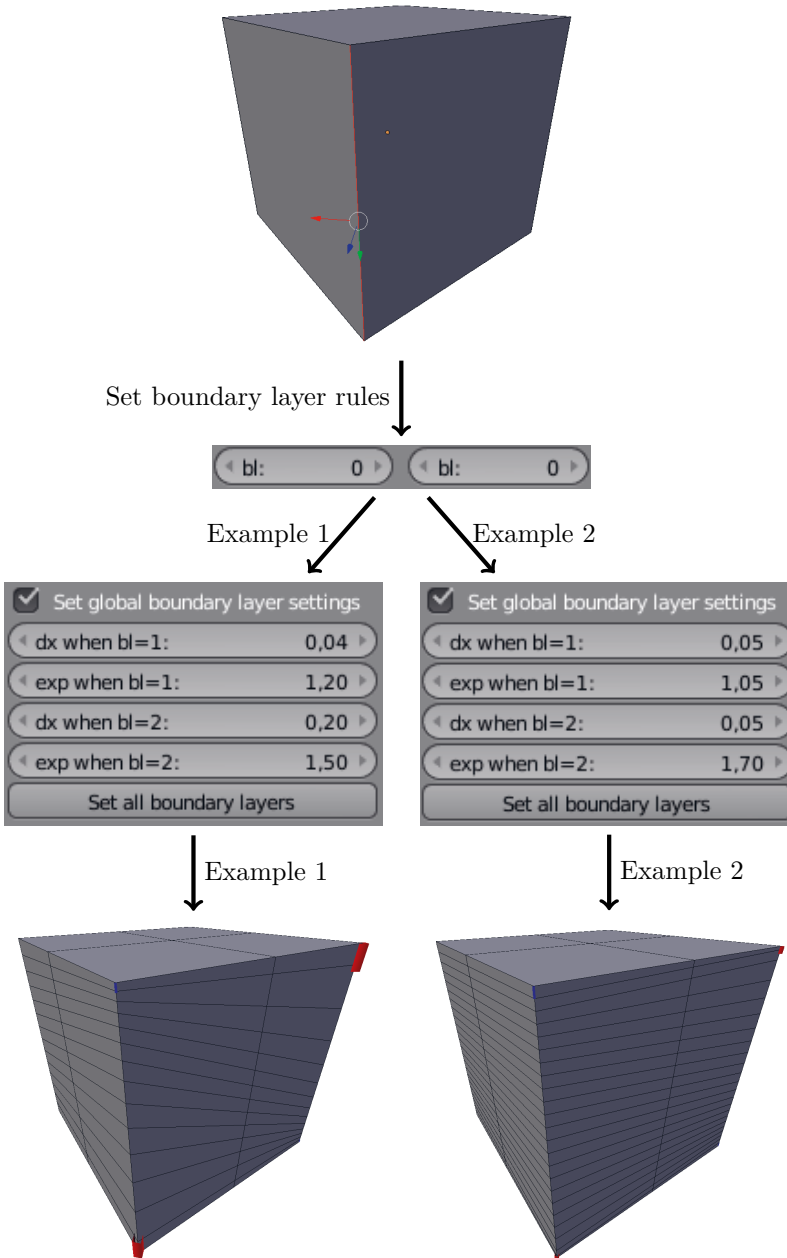 Set boundary layer rules
bl: 0 bl: 0
Example 1 Example 2
Set global boundary layer settings
dx when bl=1: 0,04
exp when bl=1: 1,20
dx when bl=2: 0,20
exp when bl=2: 1,50
Set all boundary layers
Set global boundary layer settings
dx when bl=1: 0,05
exp when bl=1: 1,05
dx when bl=2: 0,05
exp when bl=2: 1,70
Set all boundary layers
Example 1 Example 2